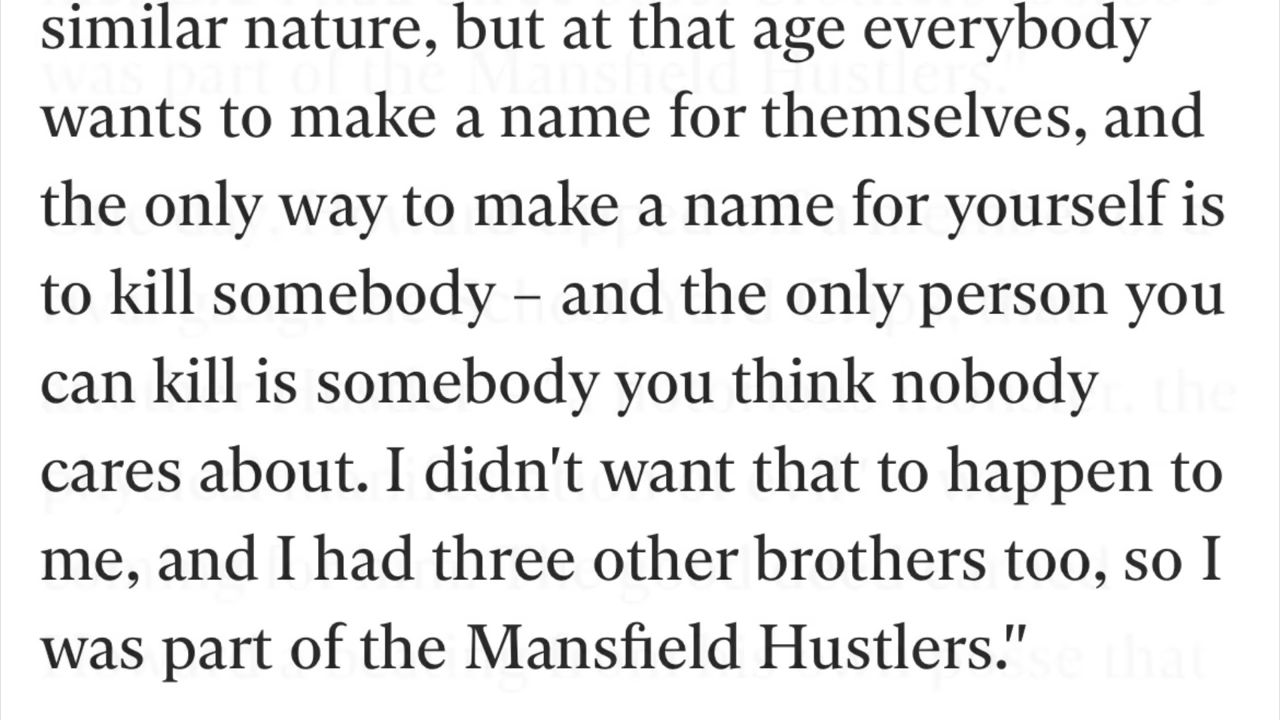 similar nature, but at that age everybody
wants to make a name for themselves, and
the only way to make a name for yourself is
to kill somebody – and the only person you
can kill is somebody you think nobody
cares about. I didn't want that to happen to
me, and I had three other brothers too, so I
was part of the Mansfield Hustlers."